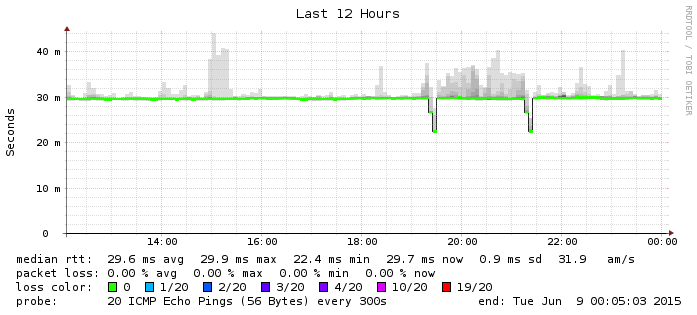 Last 12 Hours
RRDTOOL / TOBI OETIKER
Seconds
40 m
30 m
20 m
10 m
0
14:00 16:00 18:00 20:00 22:00 00:00
median rtt: 29.6 ms avg 29.9 ms max 22.4 ms min 29.7 ms now 0.9 ms sd 31.9 am/s
packet loss: 0.00 % avg 0.00 % max 0.00 % min 0.00 % now
loss color: 0 1/20 2/20 3/20 4/20 10/20 19/20
probe: 20 ICMP Echo Pings (56 Bytes) every 300s end: Tue Jun 9 00:05:03 2015